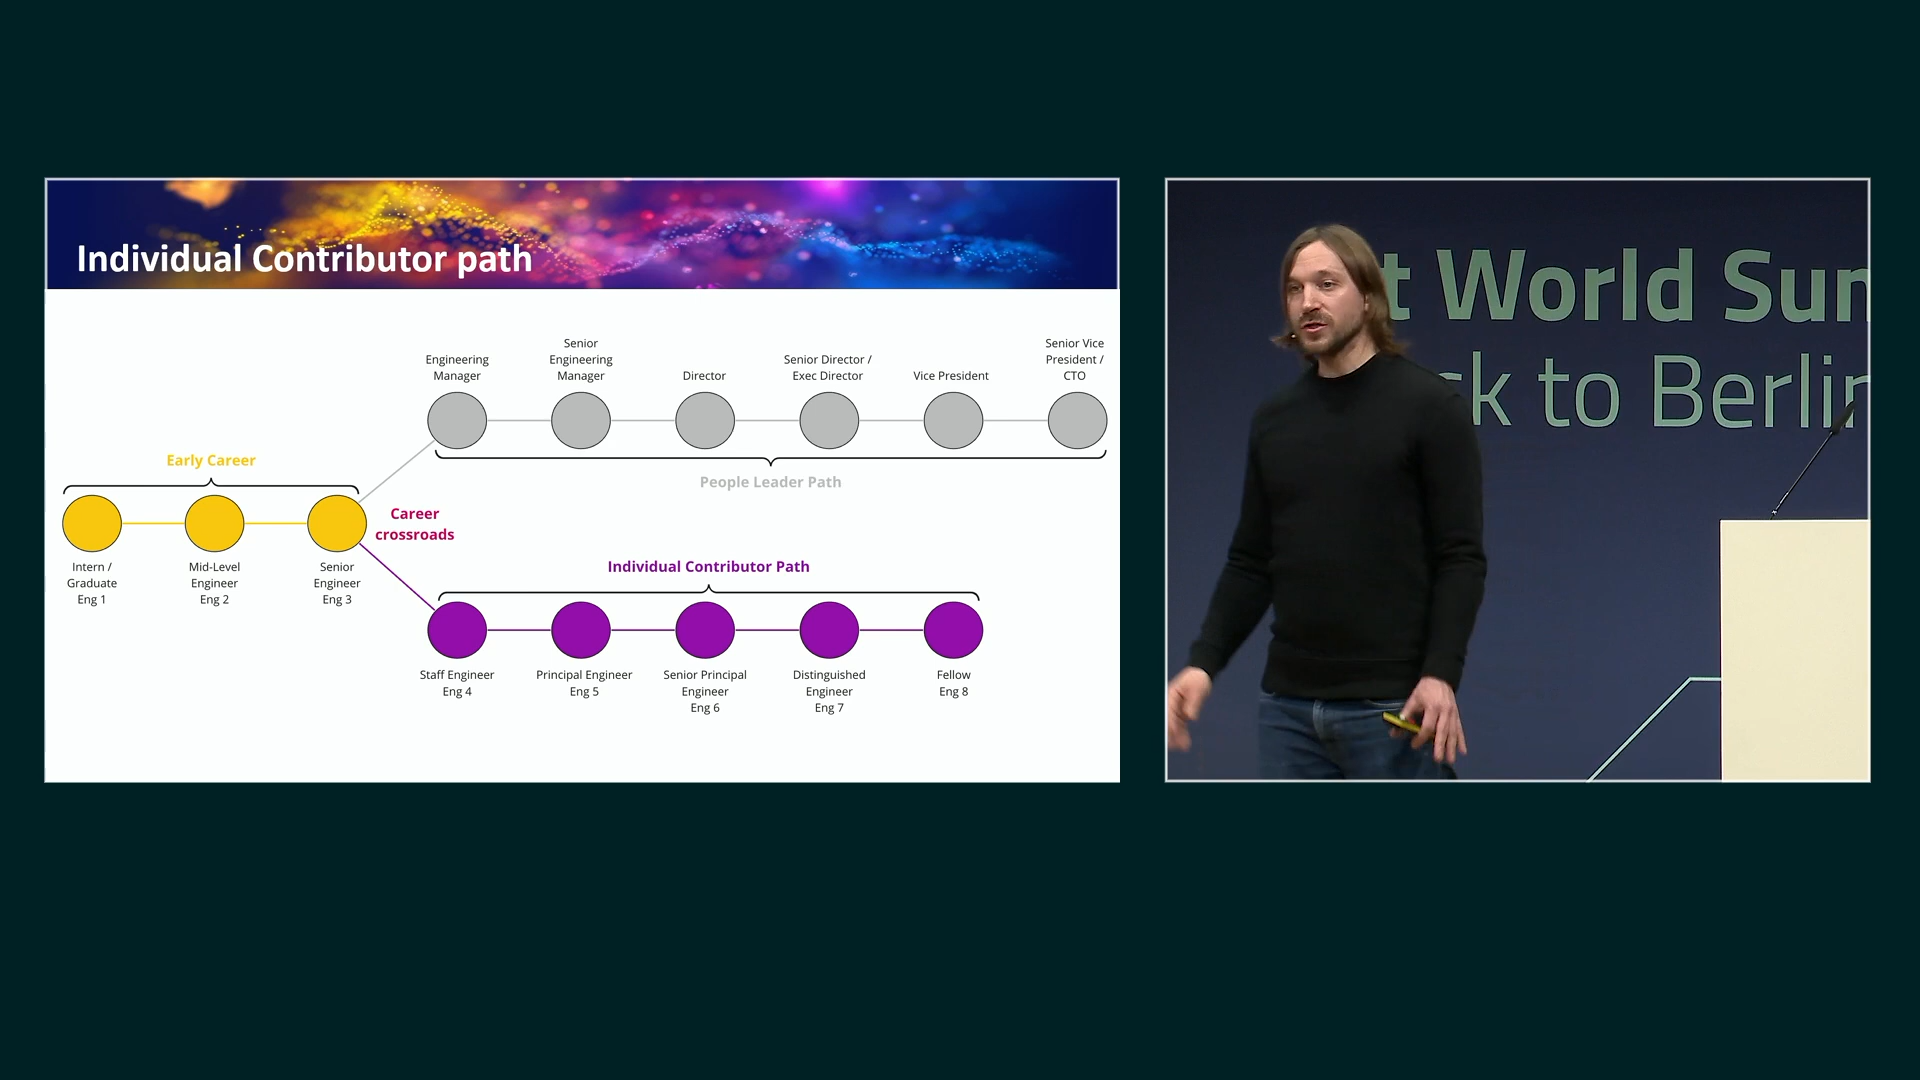 Individual Contributor path
Senior
Engineering
Manager
Engineering
Manager
Director
Senior Director /
Exec Director
Vice President
Senior Vice
President /
CTO
People Leader Path
Early Career
Career
crossroads
Intern /
Graduate
Eng 1
Mid-Level
Engineer
Eng 2
Senior
Engineer
Eng 3
Individual Contributor Path
Staff Engineer
Eng 4
Principal Engineer
Eng 5
Senior Principal
Engineer
Eng 6
Distinguished
Engineer
Eng 7
Fellow
Eng 8
World
to Berlin